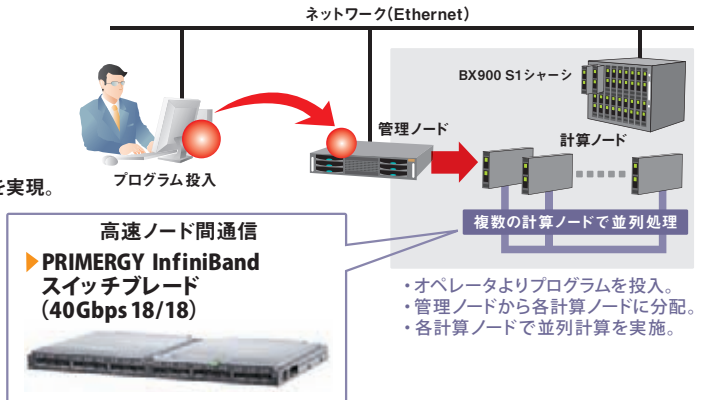 ネットワーク(Ethernet)
BX900 S1シャーシ
管理ノード
計算ノード
プログラム投入
を実現。
複数の計算ノードで並列処理
高速ノード間通信
PRIMERGY InfiniBand
スイッチブレード
(40Gbps 18/18)
・オペレータよりプログラムを投入。
・管理ノードから各計算ノードに分配。
・各計算ノードで並列計算を実施。